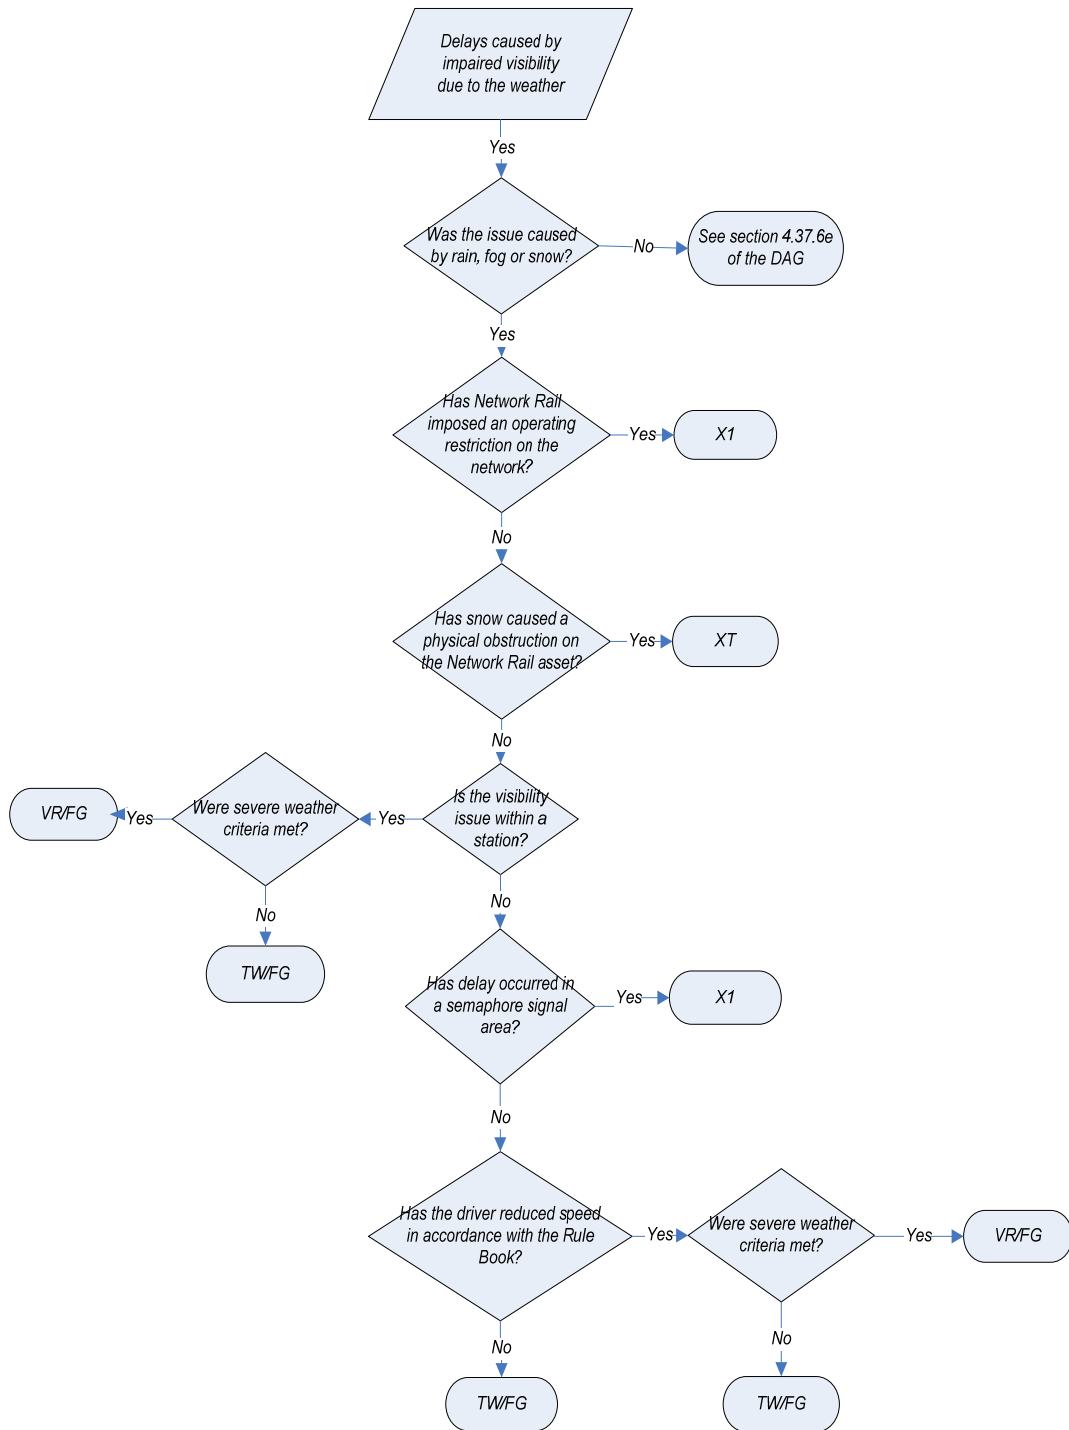 Delays caused by
impaired visibility
due to the weather
Yes
Was the issue caused
by rain, fog or snow?
No
See section 4.37.6e
of the DAG
Yes
Has Network Rail
imposed an operating
restriction on the
network?
Yes
X1
No
Has snow caused a
physical obstruction on
the Network Rail asset?
Yes
XT
No
Is the visibility
issue within a
station?
Yes
Were severe weather
criteria met?
Yes
VR/FG
No
TW/FG
No
Has delay occurred in
a semaphore signal
area?
Yes
X1
No
Has the driver reduced speed
in accordance with the Rule
Book?
Yes
Were severe weather
criteria met?
Yes
VR/FG
No
TW/FG
No
TW/FG